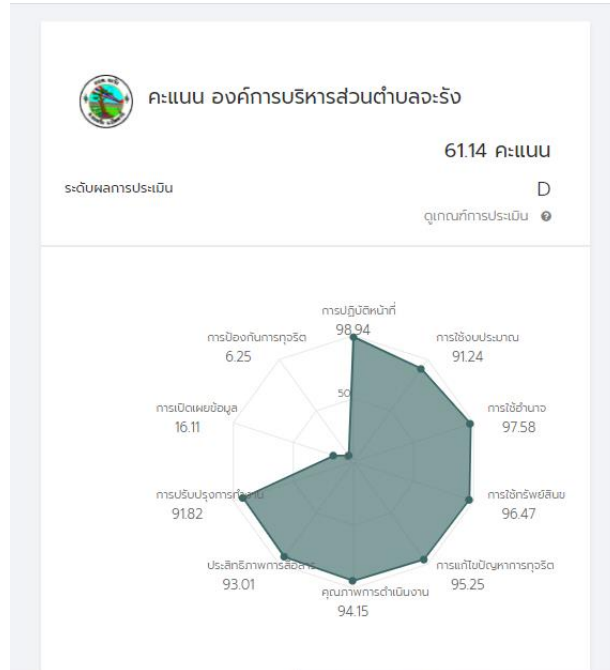 คะแนน องค์การบริหารส่วนตำบลจะรัง
61.14 คะแนน
ระดับผลการประเมิน
D
ดูเกณฑ์การประเมิน
การปฏิบัติหน้าที่
98.94
การป้องกันการทุจริต
6.25
การใช้งบประมาณ
91.24
50
การเปิดเผยข้อมูล
16.11
การใช้อำนาจ
97.58
การปรับปรุงการทำงาน
91.82
การใช้ทรัพย์สินข
96.47
ประสิทธิภาพการสื่อสาร
93.01
การแก้ไขปัญหาการทุจริต
95.25
คุณภาพการดำเนินงาน
94.15